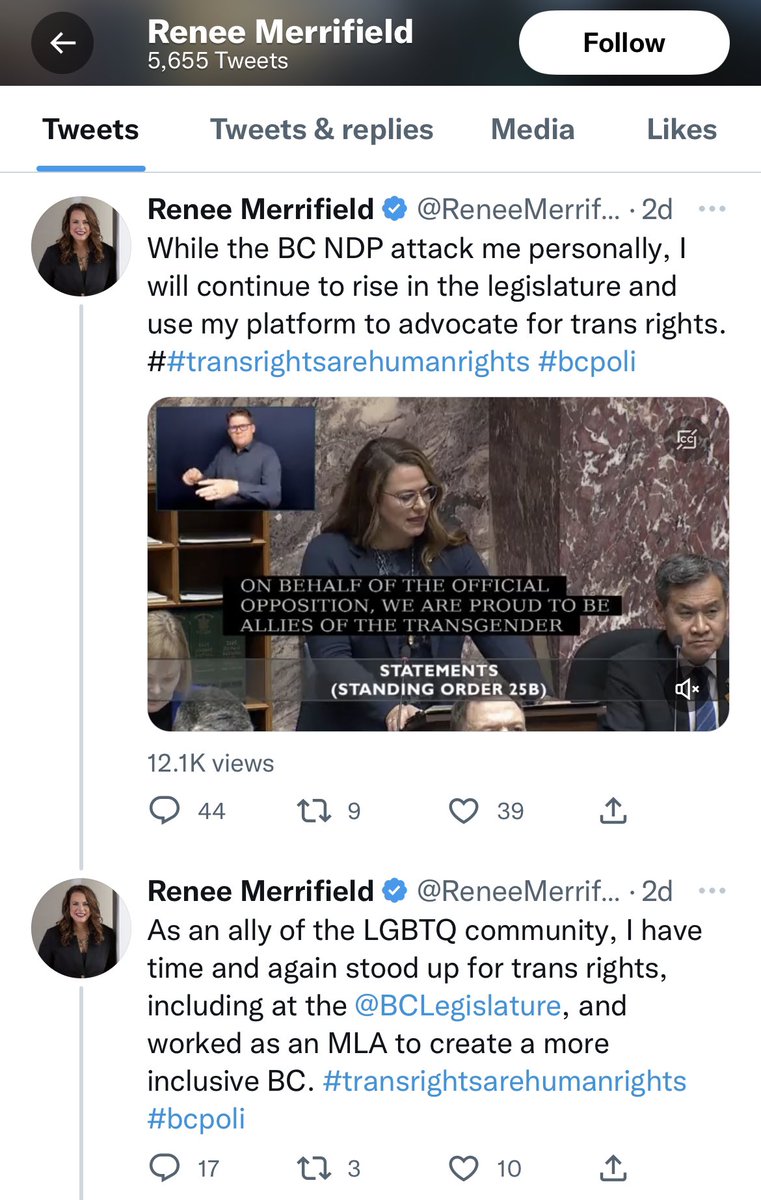 Renee Merrifield
5,655 Tweets
Follow
Tweets
Tweets & replies
Media
Likes
Renee Merrifield @ReneeMerrif... · 2d
While the BC NDP attack me personally, I
will continue to rise in the legislature and
use my platform to advocate for trans rights.
##transrightsarehumanrights #bcpoli
CC
ON BEHALF OF THE OFFICIAL
OPPOSITION, WE ARE PROUD TO BE
ALLIES OF THE TRANSGENDER
STATEMENTS
(STANDING ORDER 25B)
12.1K views
44 9 39
Renee Merrifield @ReneeMerrif... · 2d
As an ally of the LGBTQ community, I have
time and again stood up for trans rights,
including at the @BCLegislature, and
worked as an MLA to create a more
inclusive BC. #transrightsarehumanrights
#bcpoli
17 3 10